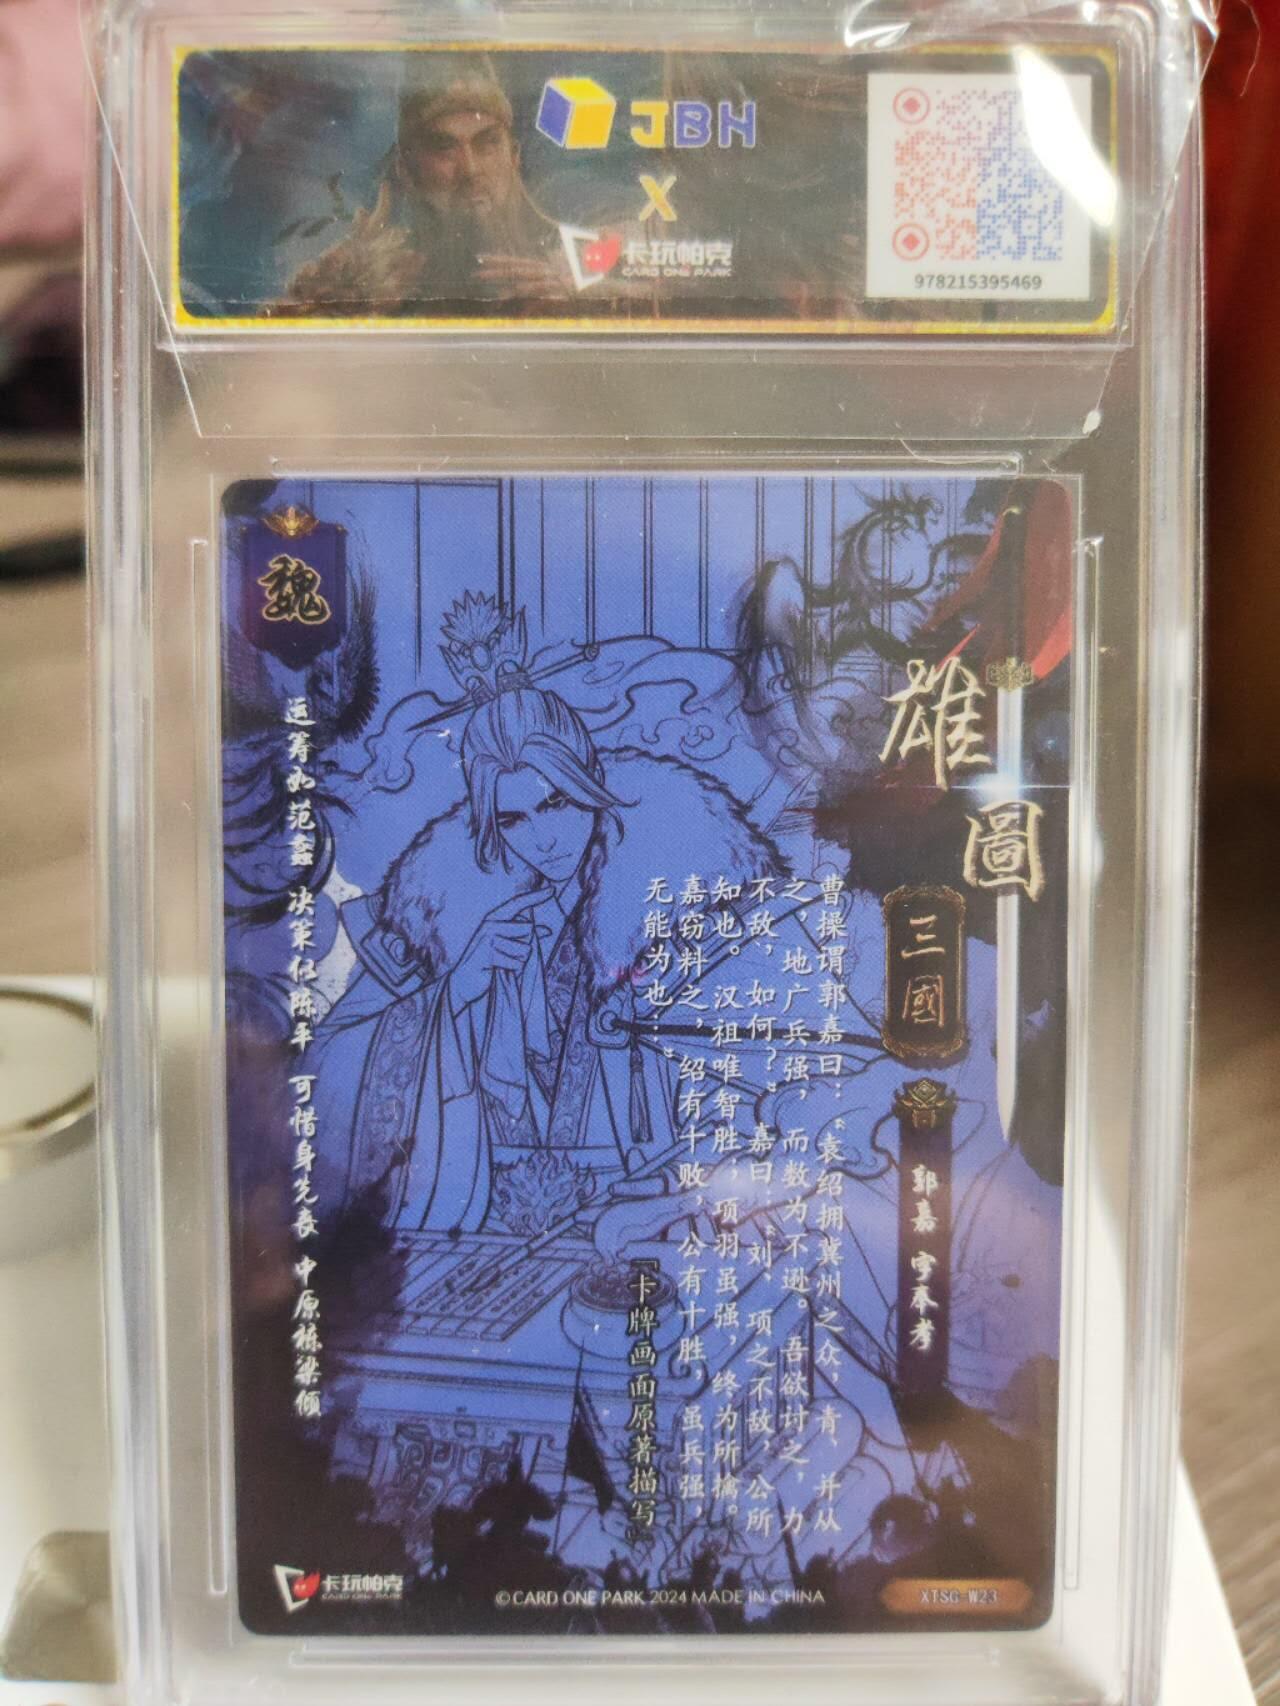 JBH
X
卡玩帕克
CARD ONE PARK
978215395469
魏
雄圖
三國
郭嘉 字奉孝
曹操谓郭嘉曰：“袁绍拥冀州之众，青、并从
之，地广兵强，而数为不逊。吾欲讨之，力
不敌，如何？”嘉曰：“刘、项之不敌，公所
知也。汉祖唯智胜；项羽虽强，终为所擒。
嘉窃料之，绍有十败，公有十胜，虽兵强，
无能为也…”
「卡牌画面原著描写」
运筹如范蠡 决策似陈平 可惜身先丧 中原栋梁倾
卡玩帕克
CARD ONE PARK
©CARD ONE PARK 2024 MADE IN CHINA
XTSG-W23